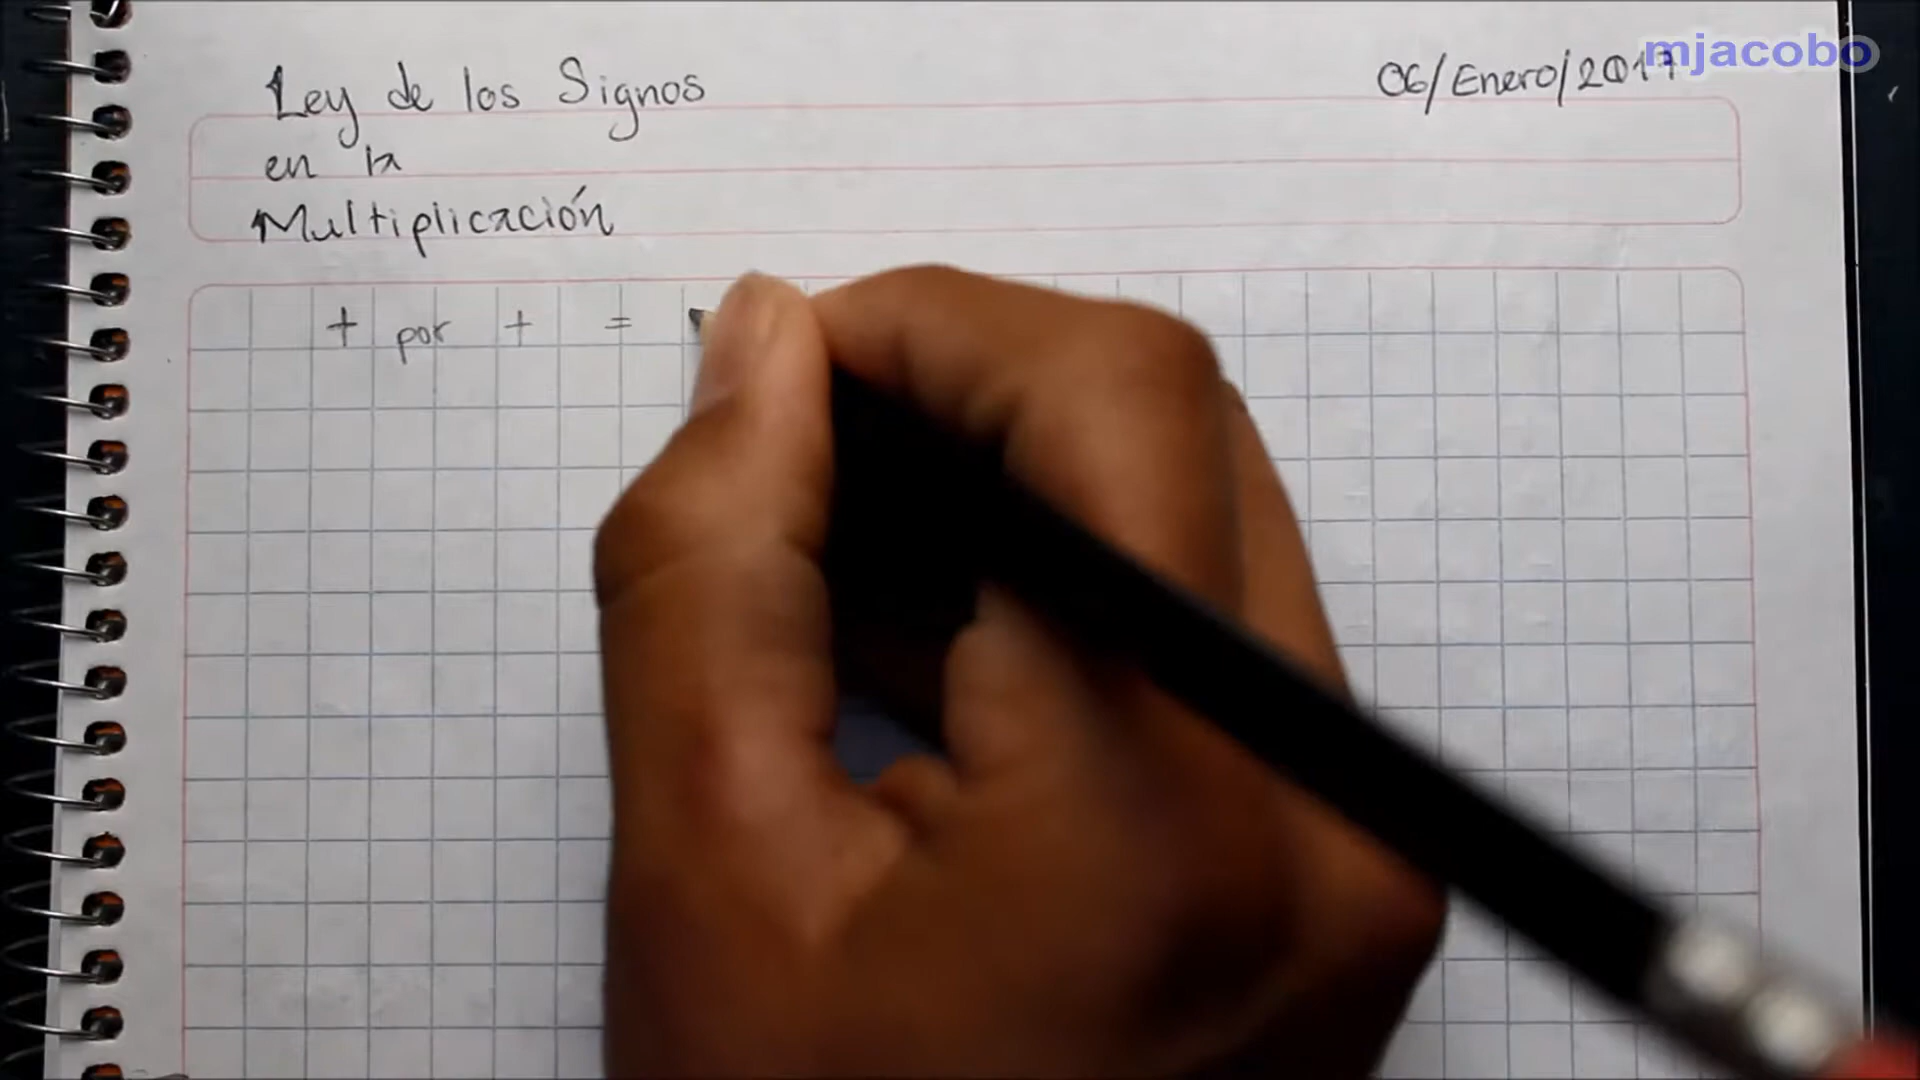 mjacobo
Ley de los Signos 06/Enero/2017
en la
Multiplicación
+ por + =